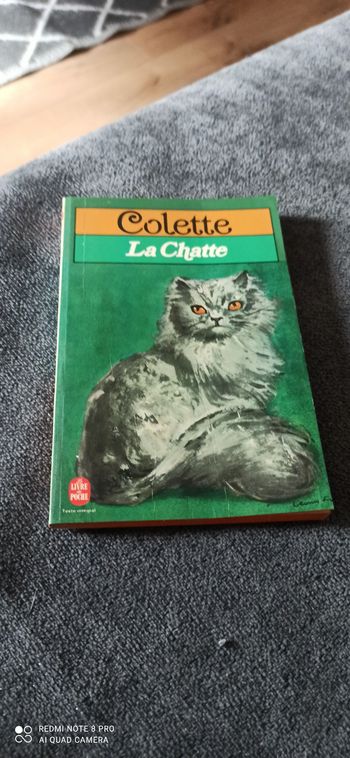 Colette
La Chatte
LE
LIVRE
DE
POCHE
Texte intégral
REDMI NOTE 8 PRO
AI QUAD CAMERA